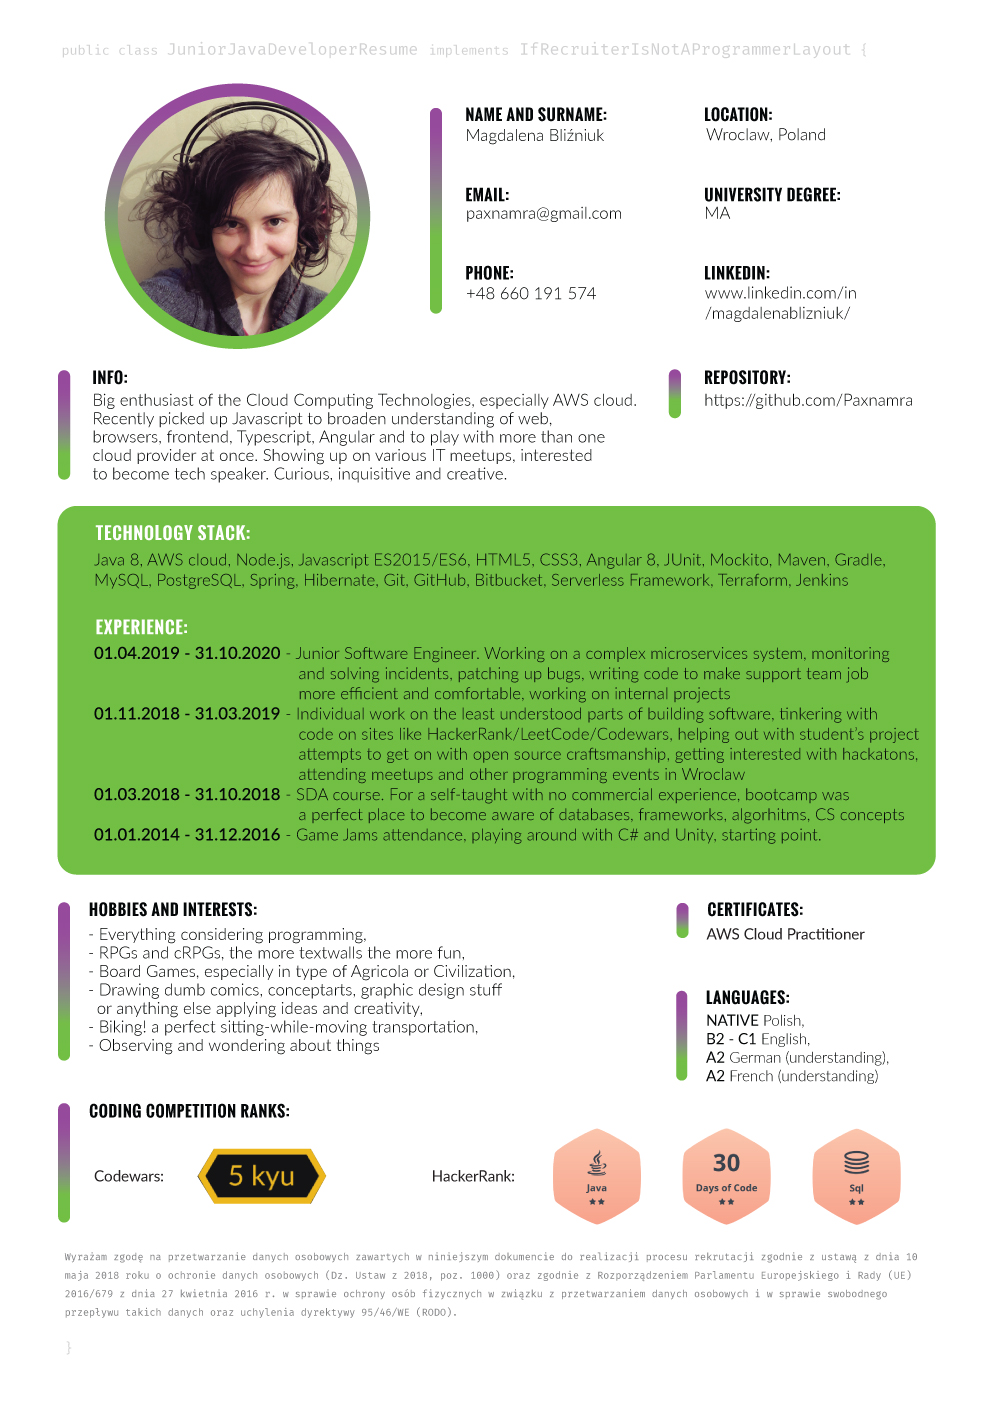 public class JuniorJavaDeveloperResume implements IfRecruiterIsNotAProgrammerLayout {
NAME AND SURNAME:
Magdalena Bliźniuk
LOCATION:
Wroclaw, Poland
EMAIL:
paxnamra@gmail.com
UNIVERSITY DEGREE:
MA
PHONE:
+48 660 191 574
LINKEDIN:
www.linkedin.com/in
/magdalenablizniuk/
INFO:
Big enthusiast of the Cloud Computing Technologies, especially AWS cloud.
Recently picked up Javascript to broaden understanding of web,
browsers, frontend, Typescript, Angular and to play with more than one
cloud provider at once. Showing up on various IT meetups, interested
to become tech speaker. Curious, inquisitive and creative.
REPOSITORY:
https://github.com/Paxnamra
TECHNOLOGY STACK:
Java 8, AWS cloud, Node.js, Javascript ES2015/ES6, HTML5, CSS3, Angular 8, JUnit, Mockito, Maven, Gradle,
MySQL, PostgreSQL, Spring, Hibernate, Git, GitHub, Bitbucket, Serverless Framework, Terraform, Jenkins
EXPERIENCE:
01.04.2019 - 31.10.2020 - Junior Software Engineer. Working on a complex microservices system, monitoring
and solving incidents, patching up bugs, writing code to make support team job
more efficient and comfortable, working on internal projects
01.11.2018 - 31.03.2019 - Individual work on the least understood parts of building software, tinkering with
code on sites like HackerRank/LeetCode/Codewars, helping out with student's project
attempts to get on with open source craftsmanship, getting interested with hackatons,
attending meetups and other programming events in Wroclaw
01.03.2018 - 31.10.2018 - SDA course. For a self-taught with no commercial experience, bootcamp was
a perfect place to become aware of databases, frameworks, algorhitms, CS concepts
01.01.2014 - 31.12.2016 - Game Jams attendance, playing around with C# and Unity, starting point.
HOBBIES AND INTERESTS:
- Everything considering programming,
- RPGs and cRPGs, the more textwalls the more fun,
- Board Games, especially in type of Agricola or Civilization,
- Drawing dumb comics, conceptarts, graphic design stuff
or anything else applying ideas and creativity,
- Biking! a perfect sitting-while-moving transportation,
- Observing and wondering about things
CERTIFICATES:
AWS Cloud Practitioner
LANGUAGES:
NATIVE Polish,
B2 - C1 English,
A2 German (understanding),
A2 French (understanding)
CODING COMPETITION RANKS:
Codewars:
5 kyu
HackerRank:
Java
30
Days of Code
Sql
Wyrażam zgodę na przetwarzanie danych osobowych zawartych w niniejszym dokumencie do realizacji procesu rekrutacji zgodnie z ustawą z dnia 10
maja 2018 roku o ochronie danych osobowych (Dz. Ustaw z 2018, poz. 1000) oraz zgodnie z Rozporządzeniem Parlamentu Europejskiego i Rady (UE)
2016/679 z dnia 27 kwietnia 2016 r. w sprawie ochrony osób fizycznych w związku z przetwarzaniem danych osobowych i w sprawie swobodnego
przepływu takich danych oraz uchylenia dyrektywy 95/46/WE (RODO).
}